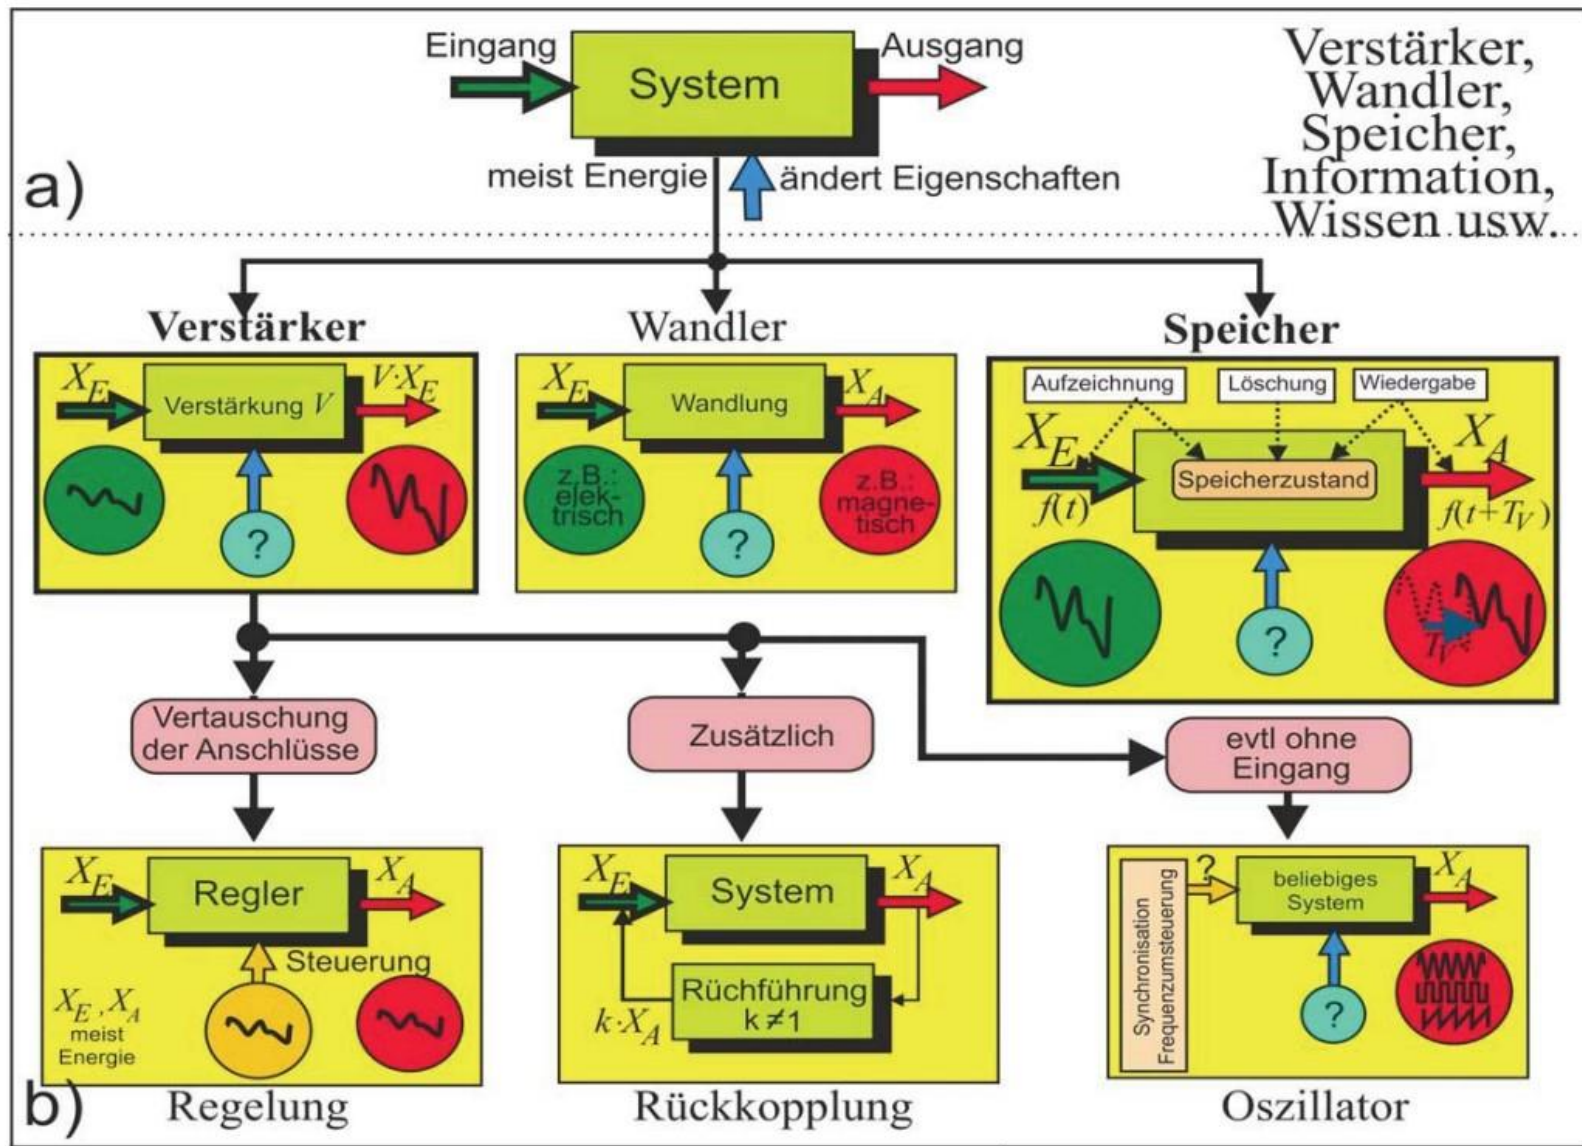 Eingang
System
Ausgang
Verstärker,
Wandler,
Speicher,
Information,
Wissen usw.
meist Energie
ändert Eigenschaften
a)
Verstärker
X_E
Verstärkung V
V·X_E
?
Wandler
X_E
Wandlung
X_A
z.B.:
elek-
trisch
?
z.B.:
magne-
tisch
Speicher
Aufzeichnung
Löschung
Wiedergabe
X_E
X_A
Speicherzustand
f(t)
f(t+T_V)
?
T_V
Vertauschung
der Anschlüsse
Zusätzlich
evtl ohne
Eingang
X_E
Regler
X_A
Steuerung
X_E , X_A
meist
Energie
Regelung
X_E
System
X_A
Rüchführung
k ≠ 1
k·X_A
Rückkopplung
Synchronisation
Frequenzumsteuerung
?
beliebiges
System
X_A
?
Oszillator
b)